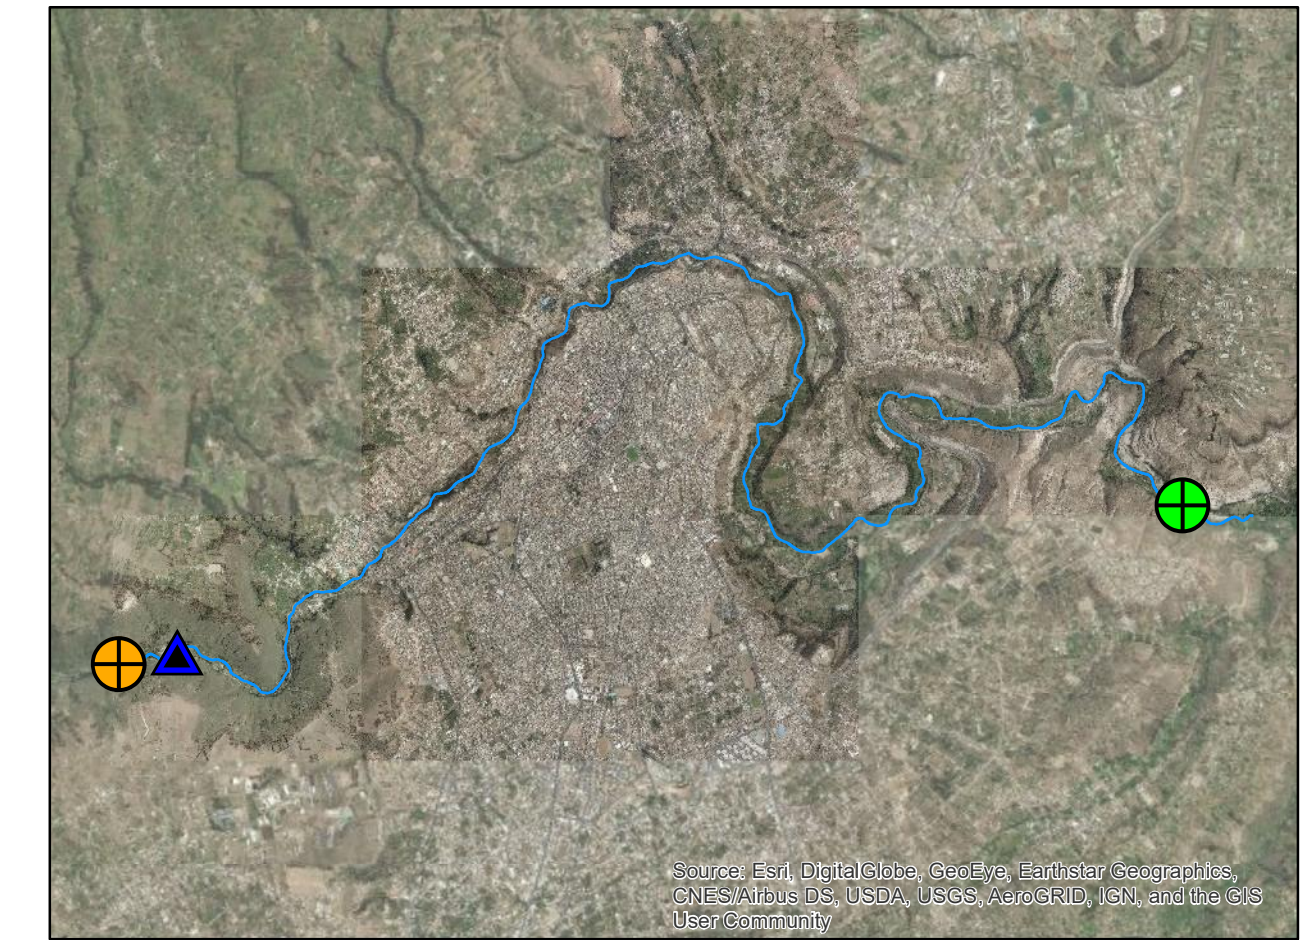 Source: Esri, DigitalGlobe, GeoEye, Earthstar Geographics,
CNES/Airbus DS, USDA, USGS, AeroGRID, IGN, and the GIS
User Community